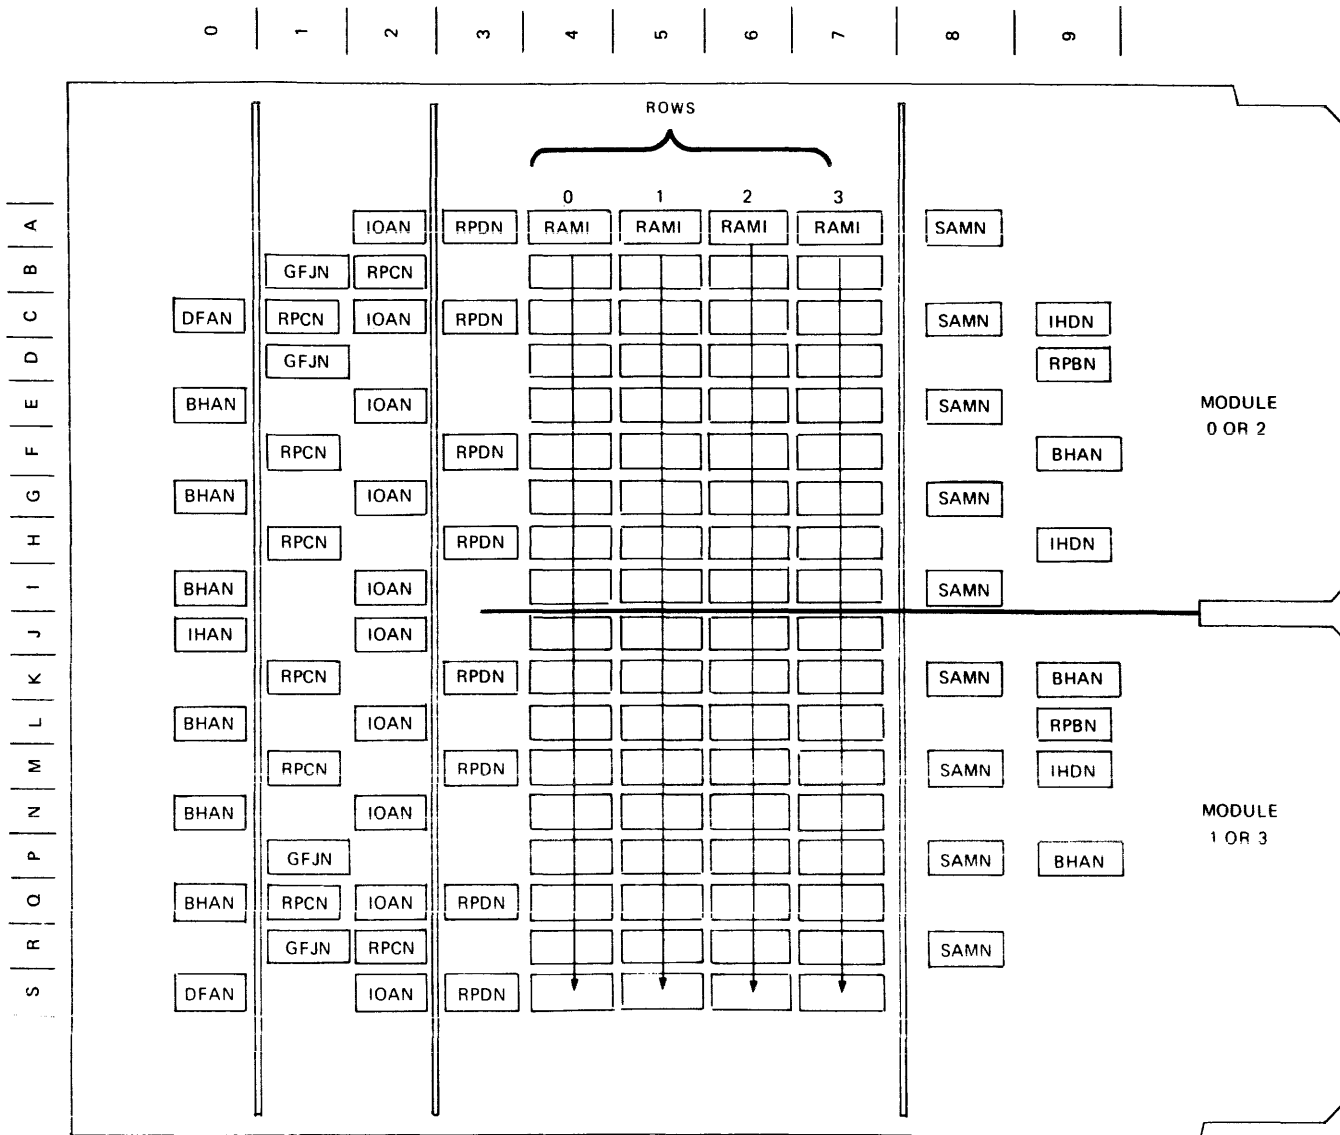 0 1 2 3 4 5 6 7 8 9
ROWS
0 1 2 3
A IOAN RPDN RAMI RAMI RAMI RAMI SAMN
B GFJN RPCN
C DFAN RPCN IOAN RPDN SAMN IHDN
D GFJN RPBN
E BHAN IOAN SAMN
MODULE
0 OR 2
F RPCN RPDN BHAN
G BHAN IOAN SAMN
H RPCN RPDN IHDN
I BHAN IOAN SAMN
J IHAN IOAN
K RPCN RPDN SAMN BHAN
L BHAN IOAN RPBN
M RPCN RPDN SAMN IHDN
N BHAN IOAN
MODULE
1 OR 3
P GFJN SAMN BHAN
Q BHAN RPCN IOAN RPDN
R GFJN RPCN SAMN
S DFAN IOAN RPDN